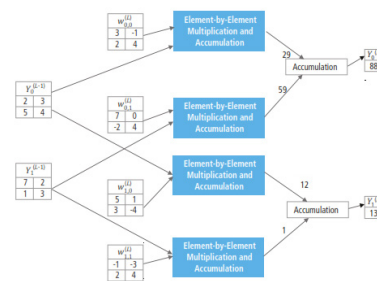 w0,0(L)
3 -1
2 4
Element-by-Element
Multiplication and
Accumulation
29
Accumulation
Y0(
88
Y0(L-1)
2 3
5 4
w0,1(L)
7 0
-2 4
Element-by-Element
Multiplication and
Accumulation
59
Y1(L-1)
7 2
1 3
w1,0(L)
5 1
3 -4
Element-by-Element
Multiplication and
Accumulation
12
Accumulation
Y1(
13
w1,1(L)
-1 -3
2 4
Element-by-Element
Multiplication and
Accumulation
1